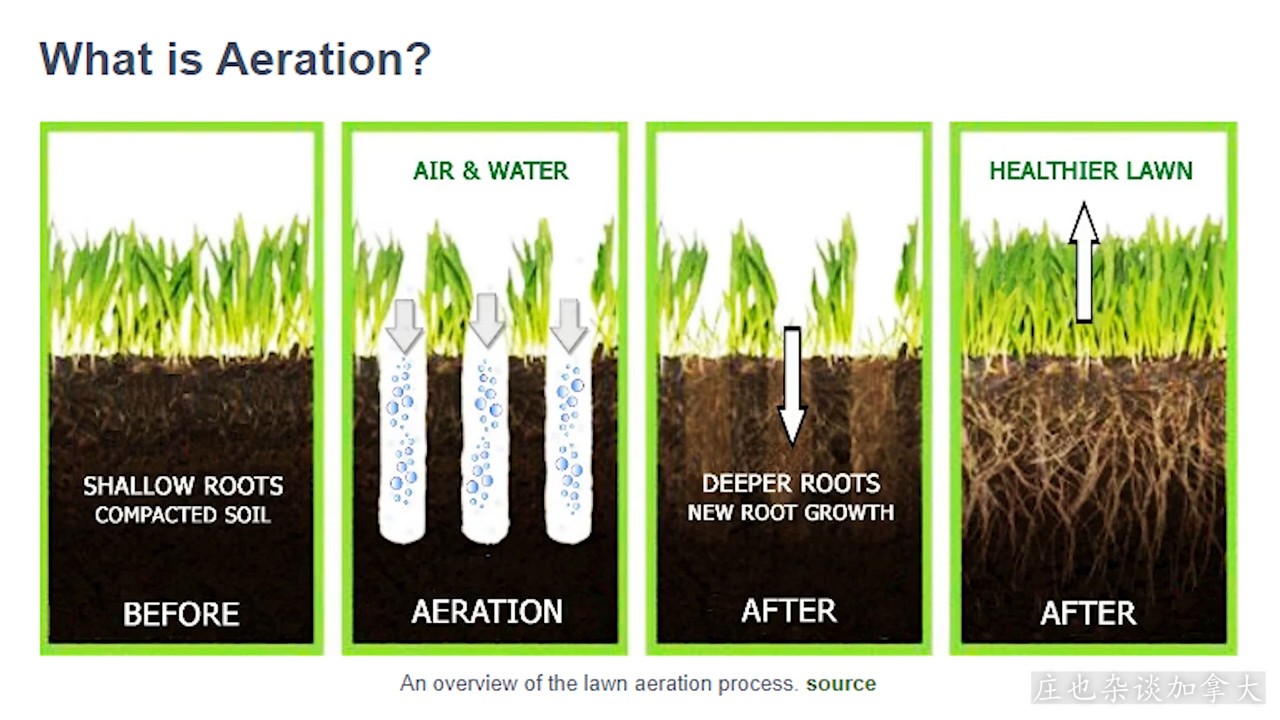 What is Aeration?
SHALLOW ROOTS
COMPACTED SOIL
BEFORE
AIR & WATER
AERATION
DEEPER ROOTS
NEW ROOT GROWTH
AFTER
HEALTHIER LAWN
AFTER
An overview of the lawn aeration process. source
庄也杂谈加拿大